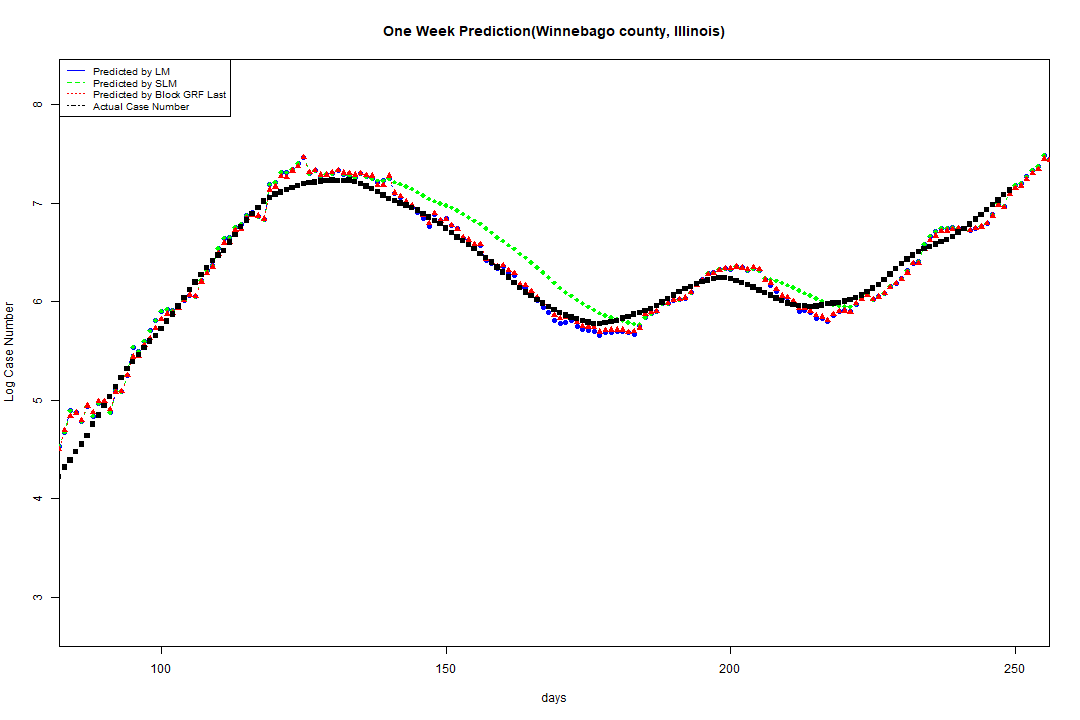 One Week Prediction(Winnebago county, Illinois)
Predicted by LM
Predicted by SLM
Predicted by Block GRF Last
Actual Case Number
8
7
6
5
4
3
Log Case Number
100 150 200 250
days